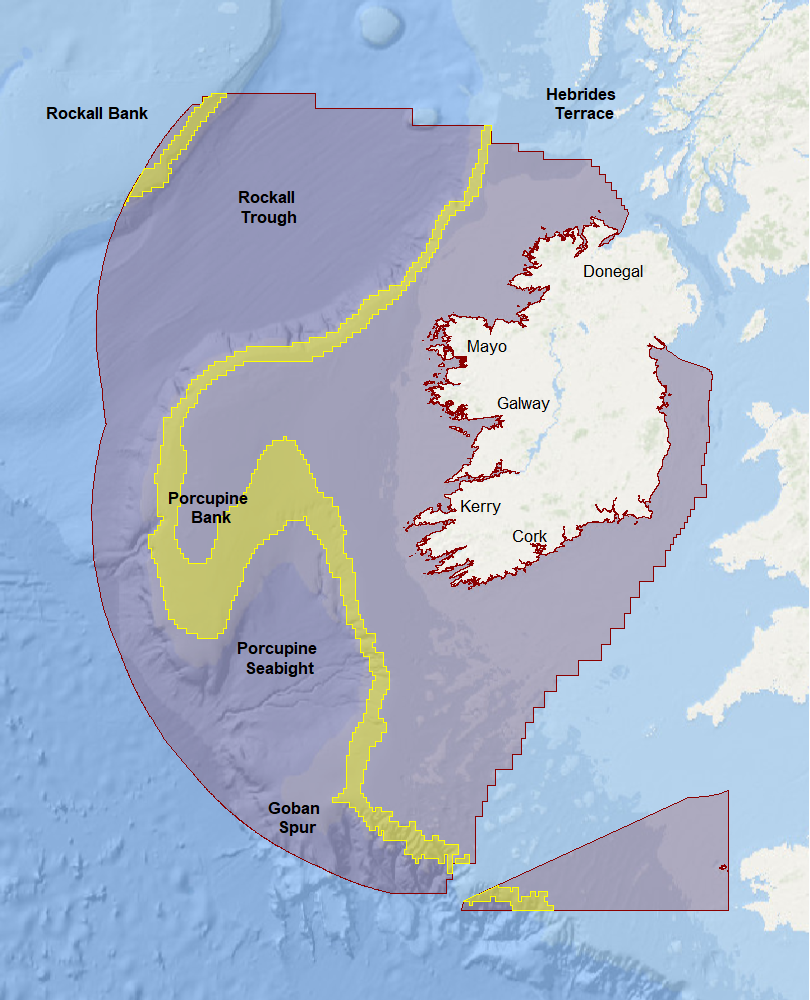 Hebrides
Terrace
Rockall Bank
Rockall
Trough
Donegal
Mayo
Galway
Porcupine
Bank
Kerry
Cork
Porcupine
Seabight
Goban
Spur